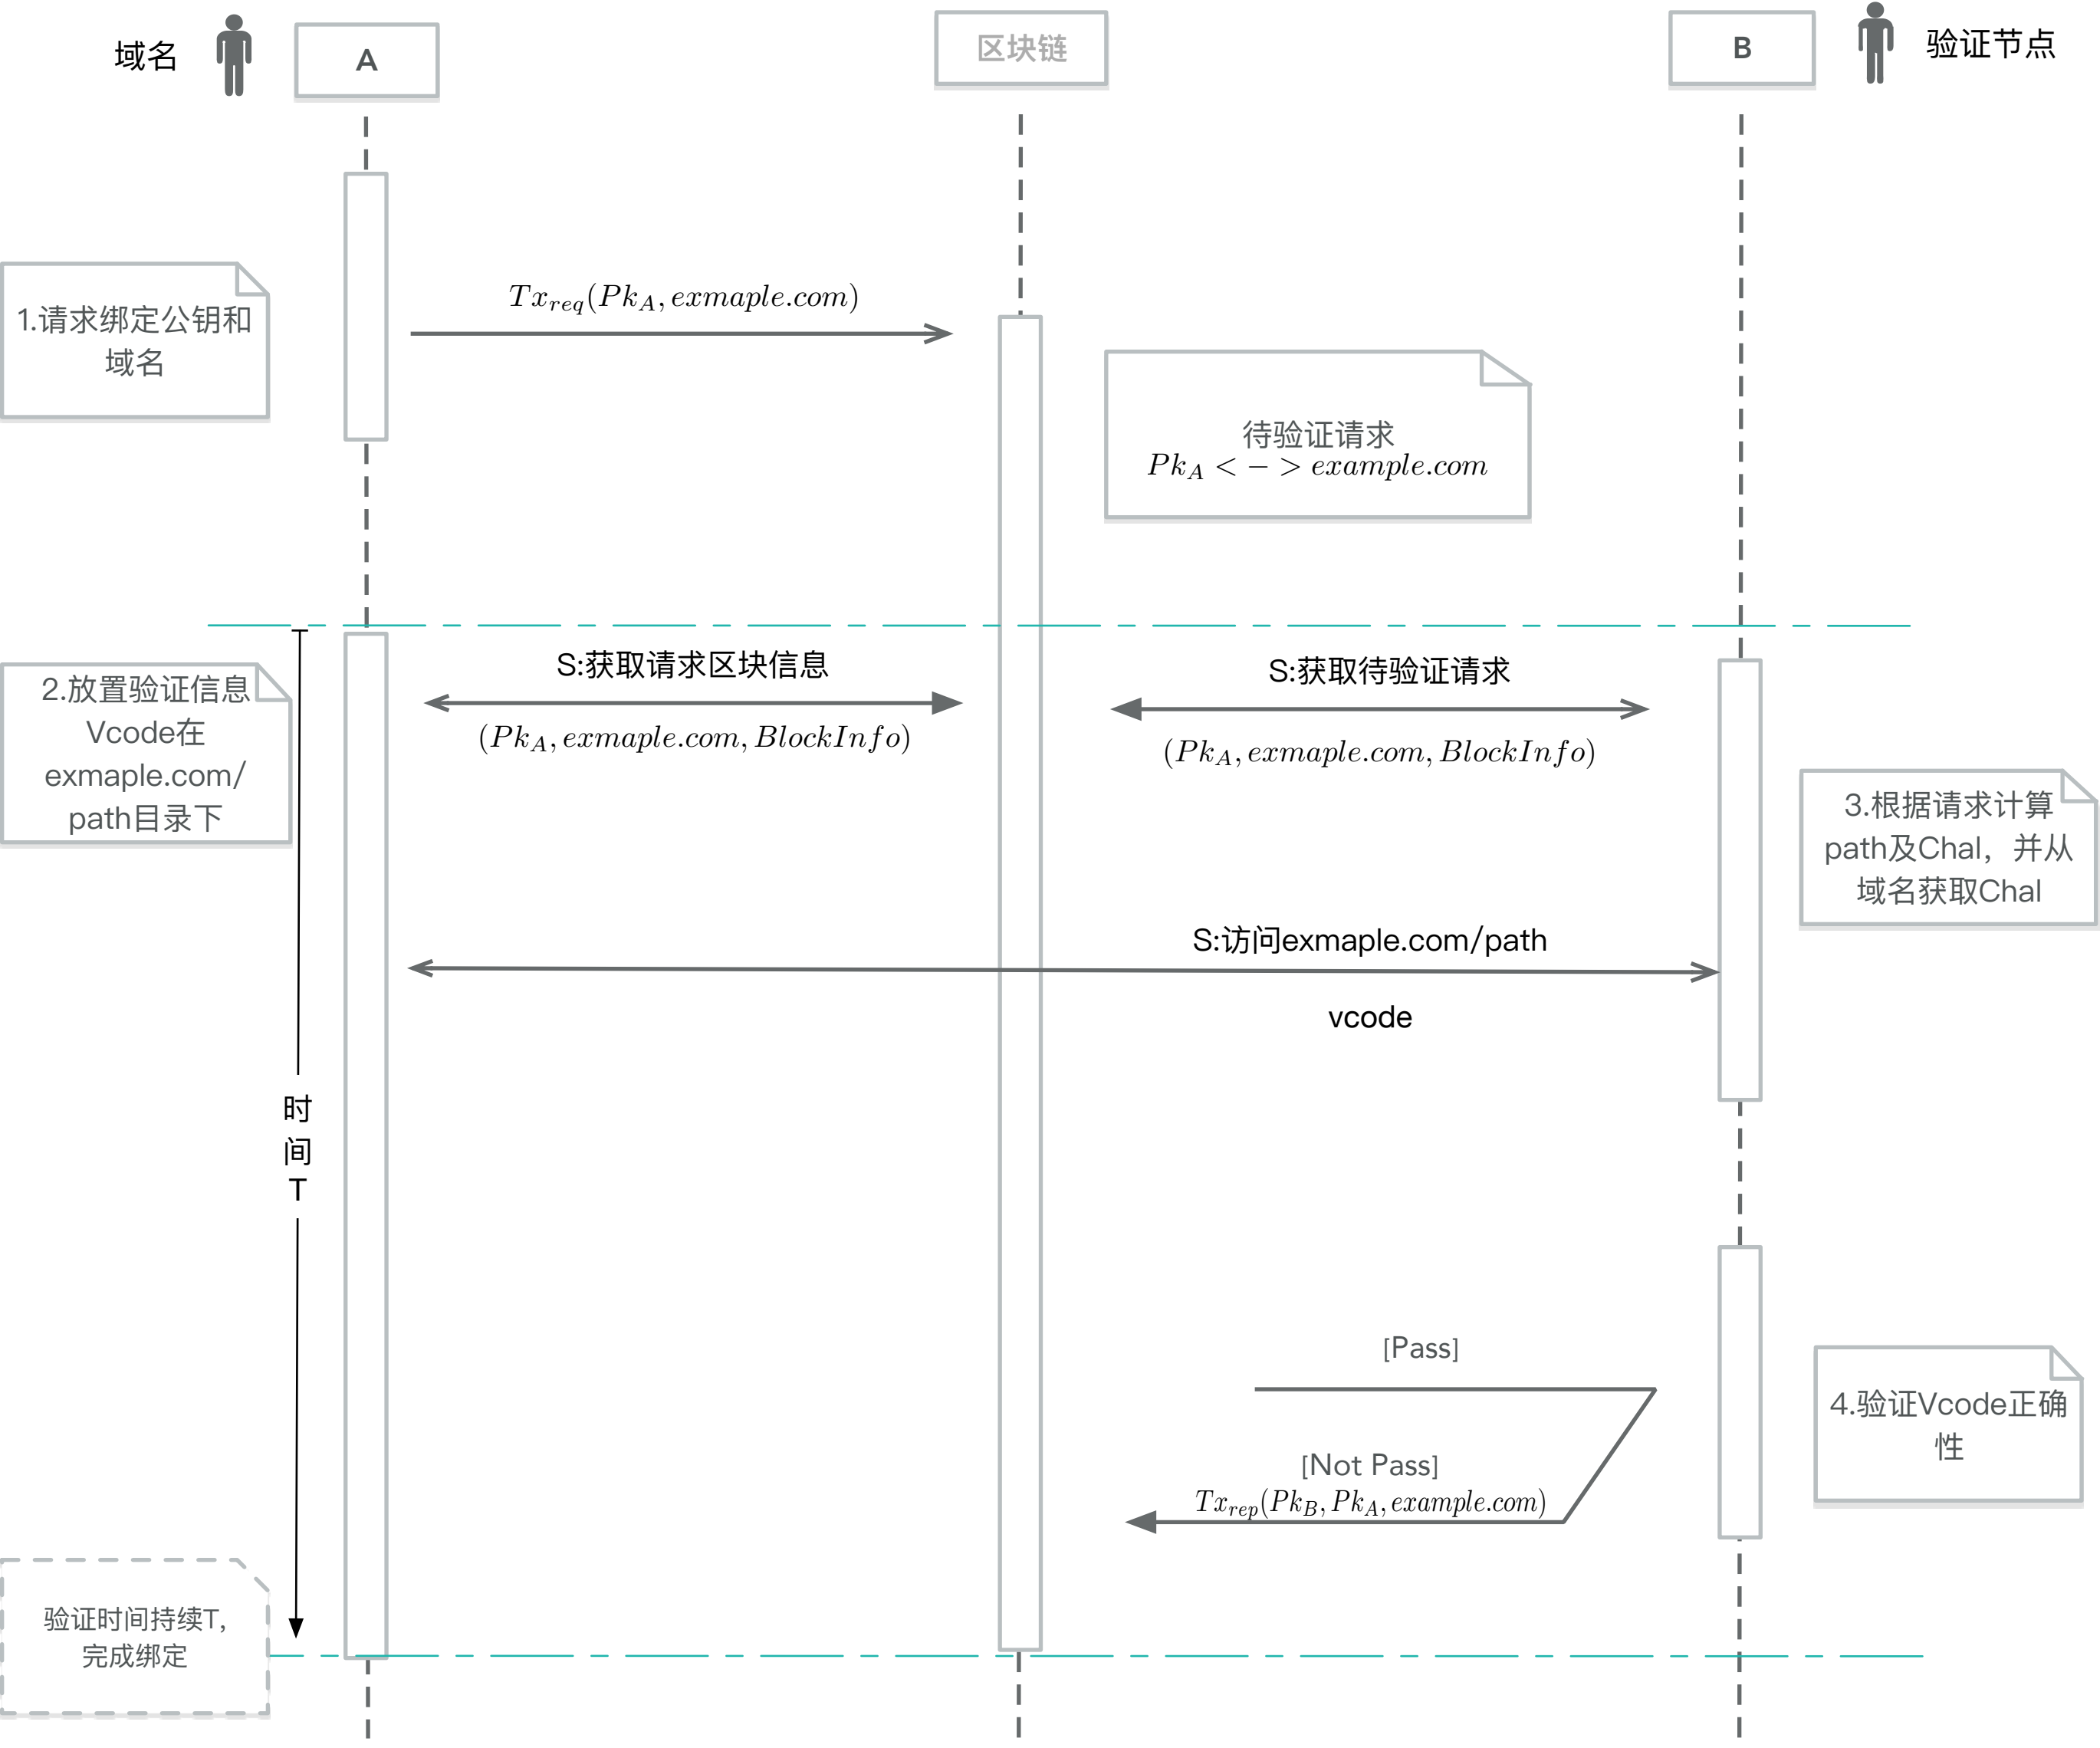 域名
A
区块链
B
验证节点
1.请求绑定公钥和
域名
Tx_req(Pk_A, exmaple.com)
待验证请求
Pk_A <-> example.com
2.放置验证信息
Vcode在
exmaple.com/
path目录下
S:获取请求区块信息
(Pk_A, exmaple.com, BlockInfo)
S:获取待验证请求
(Pk_A, exmaple.com, BlockInfo)
3.根据请求计算
path及Chal，并从
域名获取Chal
S:访问exmaple.com/path
vcode
时
间
T
[Pass]
[Not Pass]
Tx_rep(Pk_B, Pk_A, example.com)
4.验证Vcode正确
性
验证时间持续T，
完成绑定